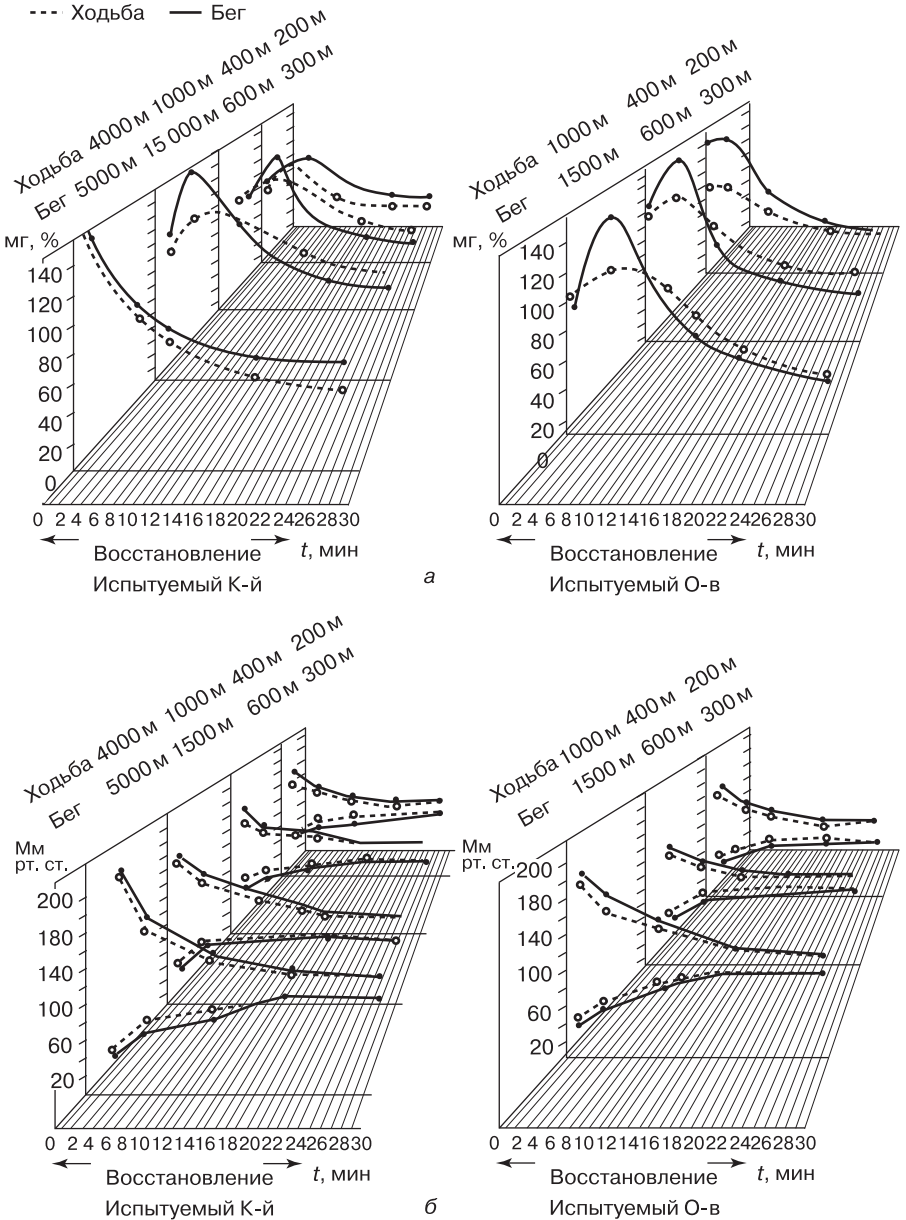 Ходьба Бег
Ходьба 4000 м 1000 м 400 м 200 м
Бег 5000 м 15 000 м 600 м 300 м
мг, %
140
120
100
80
60
40
20
0
0 2 4 6 8 10 12 14 16 18 20 22 24 26 28 30
Восстановление t, мин
Испытуемый К-й
Ходьба 1000 м 400 м 200 м
Бег 1500 м 600 м 300 м
мг, %
140
120
100
80
60
40
20
0
0 2 4 6 8 10 12 14 16 18 20 22 24 26 28 30
Восстановление t, мин
Испытуемый О-в
а
Ходьба 4000 м 1000 м 400 м 200 м
Бег 5000 м 1500 м 600 м 300 м
Мм
рт. ст.
200
180
140
100
60
20
0 2 4 6 8 10 12 14 16 18 20 22 24 26 28 30
Восстановление t, мин
Испытуемый К-й
Ходьба 1000 м 400 м 200 м
Бег 1500 м 600 м 300 м
Мм
рт. ст.
200
180
140
100
60
20
0 2 4 6 8 10 12 14 16 18 20 22 24 26 28 30
Восстановление t, мин
Испытуемый О-в
б